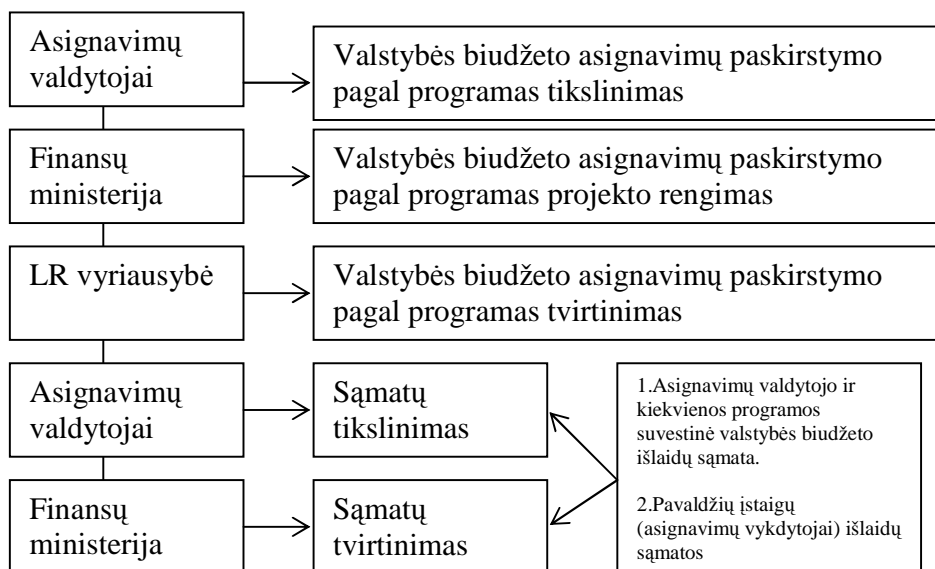 Asignavimų
valdytojai
Valstybės biudžeto asignavimų paskirstymo
pagal programas tikslinimas
Finansų
ministerija
Valstybės biudžeto asignavimų paskirstymo
pagal programas projekto rengimas
LR vyriausybė
Valstybės biudžeto asignavimų paskirstymo
pagal programas tvirtinimas
Asignavimų
valdytojai
Sąmatų
tikslinimas
1.Asignavimų valdytojo ir
kiekvienos programos
suvestinė valstybės biudžeto
išlaidų sąmata.
2.Pavaldžių įstaigų
(asignavimų vykdytojai) išlaidų
sąmatos
Finansų
ministerija
Sąmatų
tvirtinimas